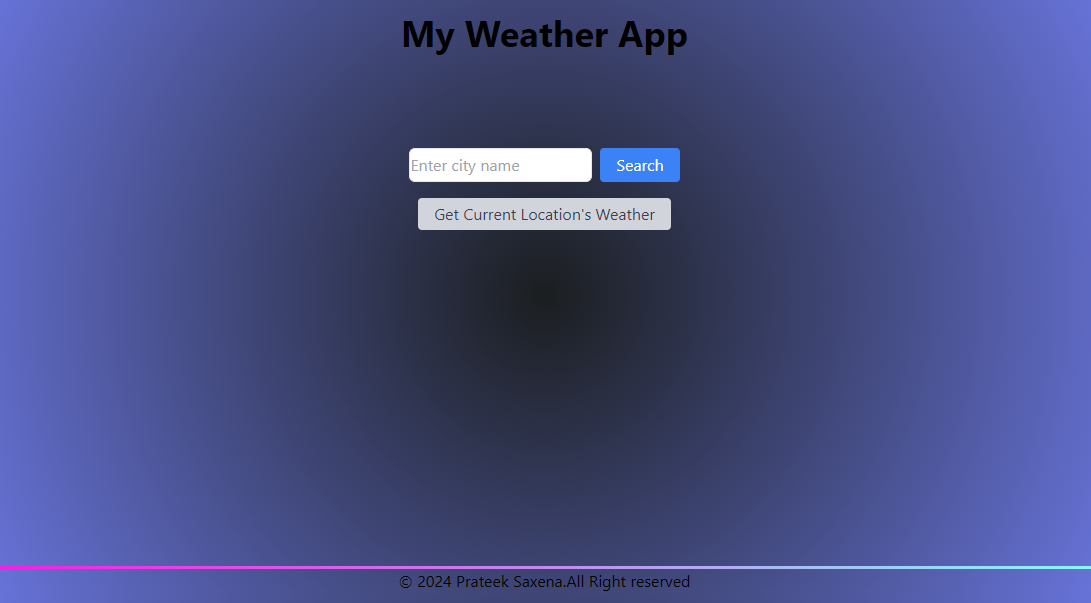 My Weather App
Enter city name
Search
Get Current Location's Weather
© 2024 Prateek Saxena.All Right reserved